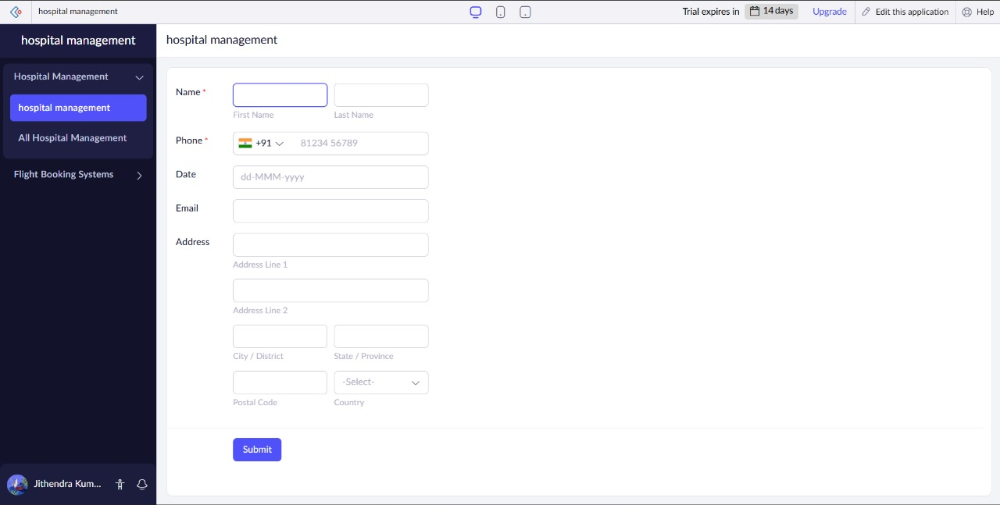 hospital management
Trial expires in 14 days Upgrade Edit this application Help
hospital management
hospital management
Hospital Management
hospital management
All Hospital Management
Flight Booking Systems
Name *
First Name Last Name
Phone * +91 81234 56789
Date dd-MMM-yyyy
Email
Address
Address Line 1
Address Line 2
City / District State / Province
-Select-
Postal Code Country
Submit
Jithendra Kum...